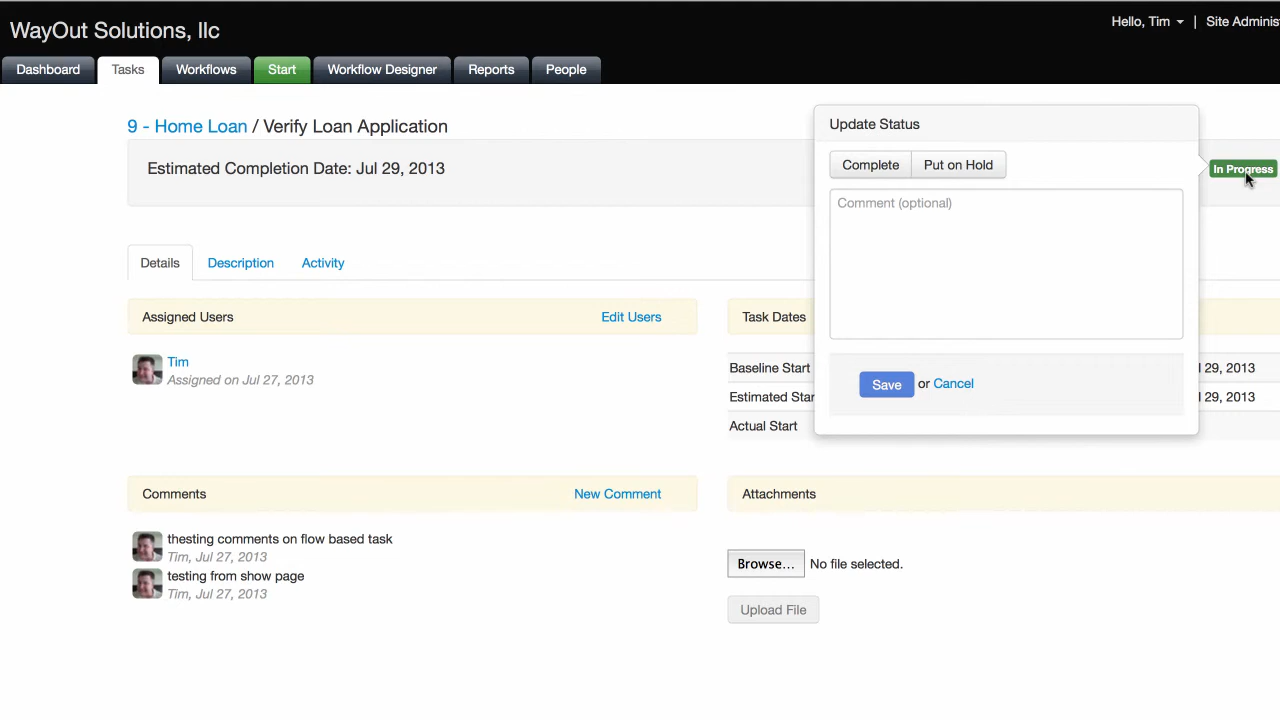 WayOut Solutions, llc
Hello, Tim | Site Adminis
Dashboard Tasks Workflows Start Workflow Designer Reports People
9 - Home Loan / Verify Loan Application
Estimated Completion Date: Jul 29, 2013
Update Status
Complete Put on Hold
In Progress
Comment (optional)
Save or Cancel
Details Description Activity
Assigned Users Edit Users
Tim
Assigned on Jul 27, 2013
Task Dates
Baseline Start l 29, 2013
Estimated Star l 29, 2013
Actual Start
Comments New Comment
thesting comments on flow based task
Tim, Jul 27, 2013
testing from show page
Tim, Jul 27, 2013
Attachments
Browse... No file selected.
Upload File